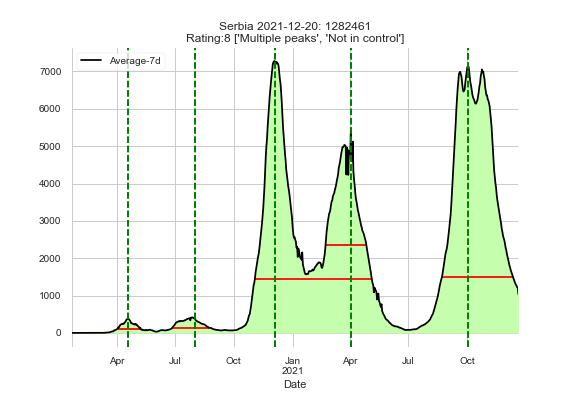 Serbia 2021-12-20: 1282461
Rating:8 ['Multiple peaks', 'Not in control']
Average-7d
7000
6000
5000
4000
3000
2000
1000
0
Apr Jul Oct Jan Apr Jul Oct
2021
Date